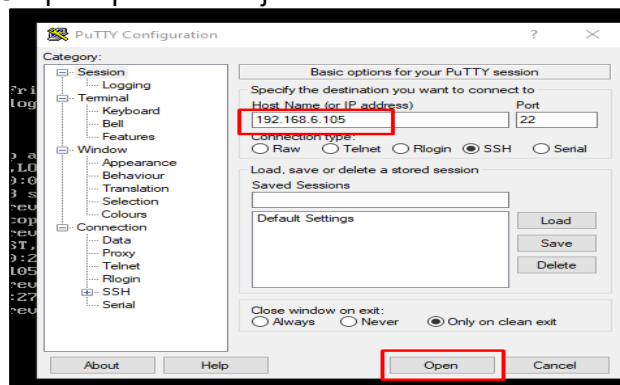 PuTTY Configuration ? ×
Category:
Session
Logging
Terminal
Keyboard
Bell
Features
Window
Appearance
Behaviour
Translation
Selection
Colours
Connection
Data
Proxy
Telnet
Rlogin
SSH
Serial
Basic options for your PuTTY session
Specify the destination you want to connect to
Host Name (or IP address) Port
192.168.6.105 22
Connection type:
Raw Telnet Rlogin SSH Serial
Load, save or delete a stored session
Saved Sessions
Default Settings
Load
Save
Delete
Close window on exit:
Always Never Only on clean exit
About Help Open Cancel